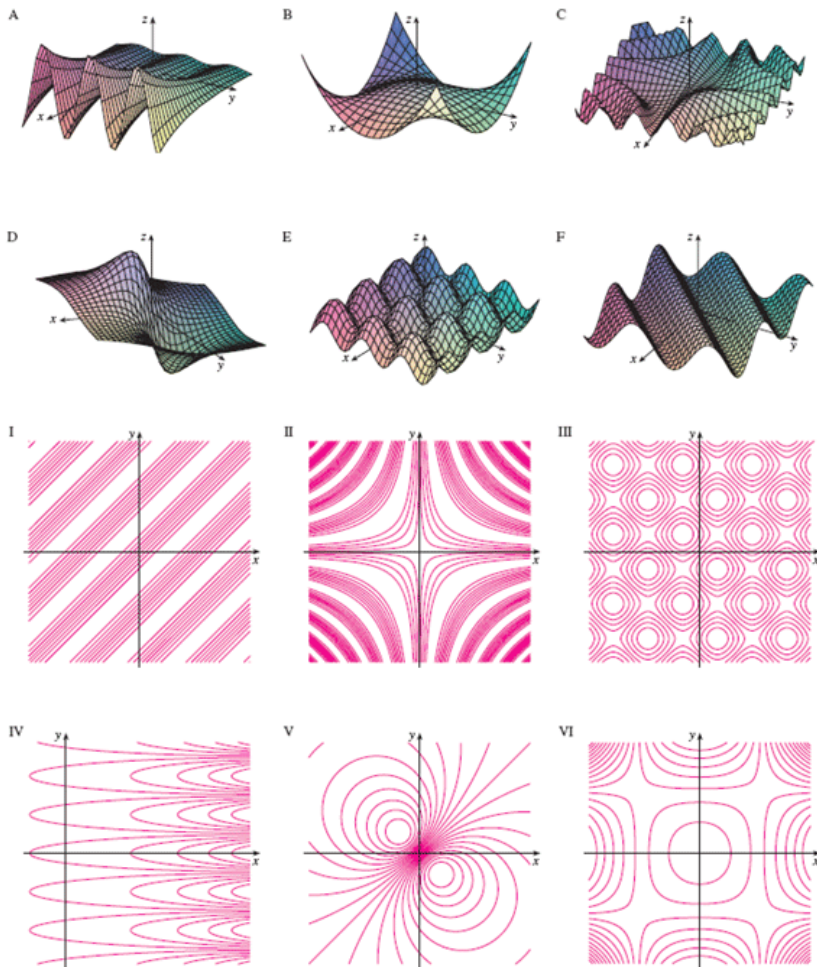 A B C
z z z
x y x y x y
D E F
z z z
x y x y x y
I II III
y y y
x x x
IV V VI
y y y
x x x